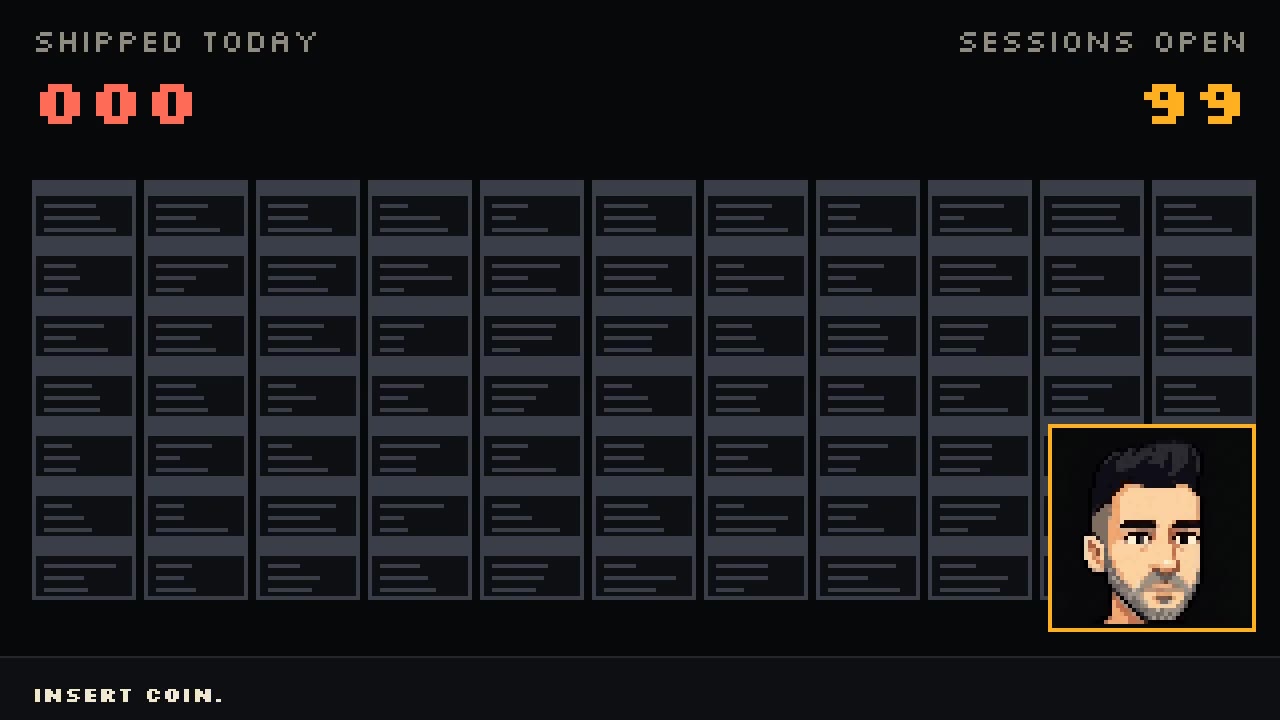 SHIPPED TODAY
SESSIONS OPEN
000
99
INSERT COIN.